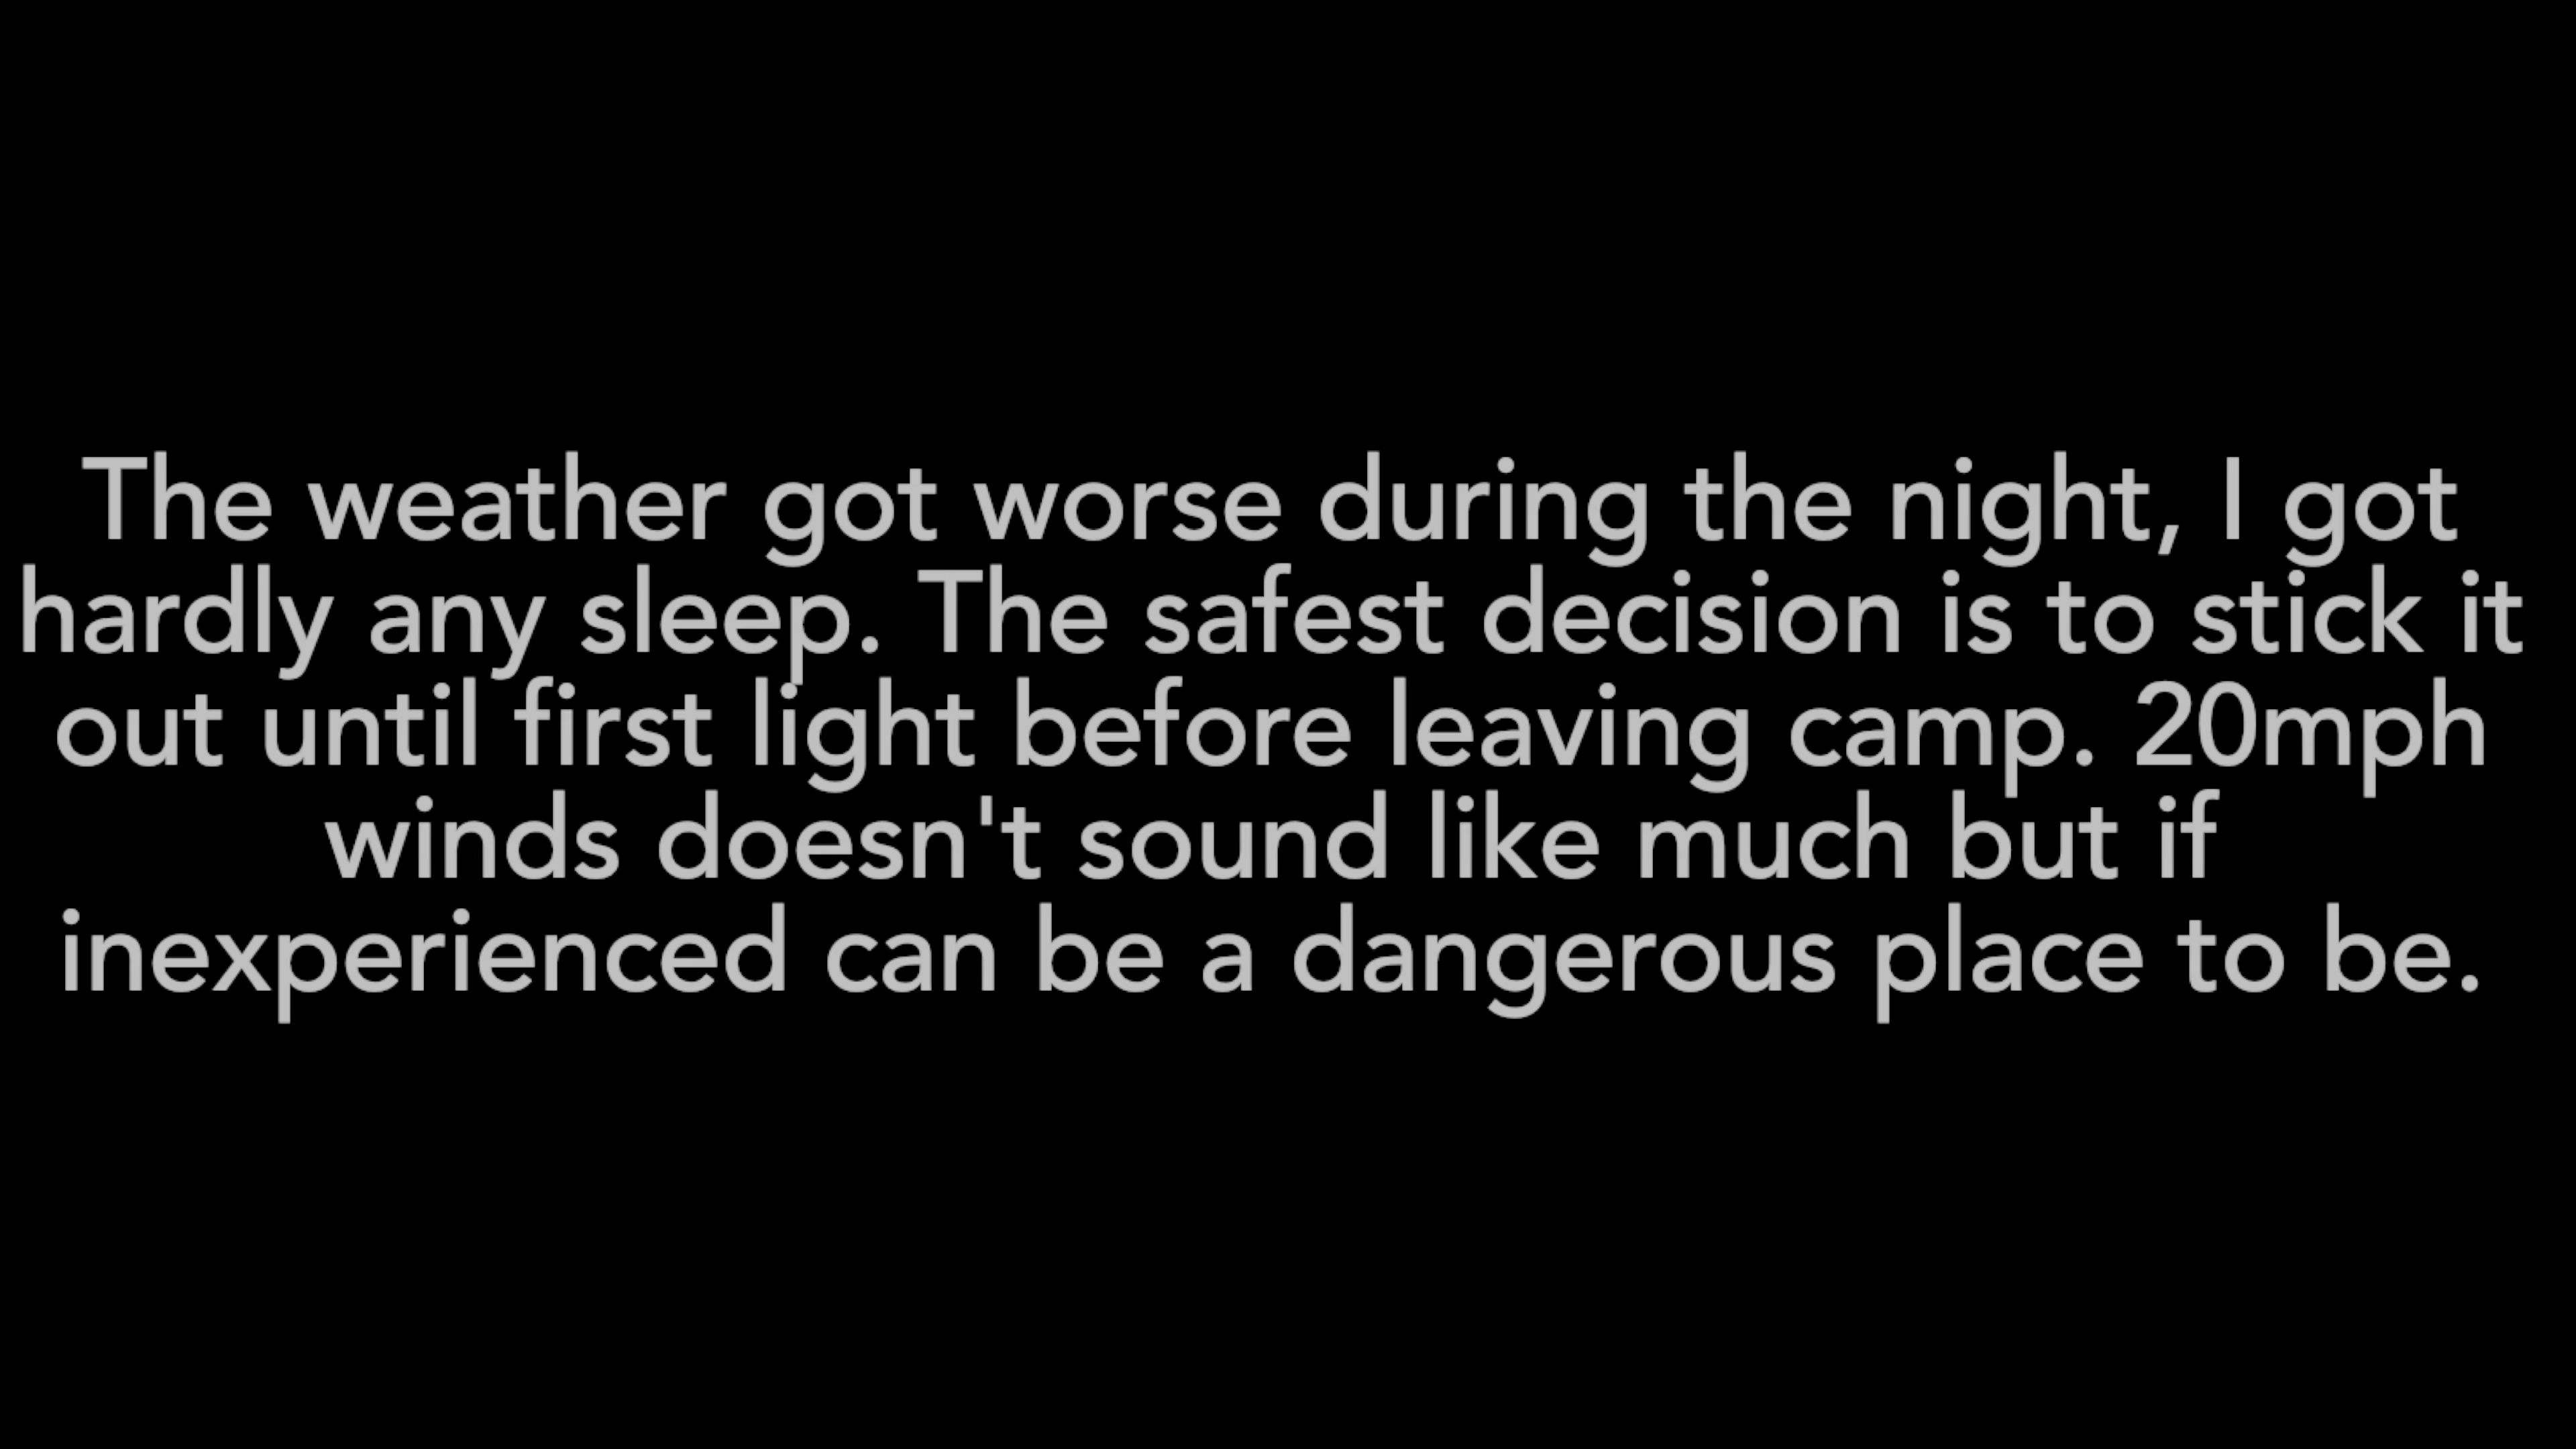 The weather got worse during the night, I got
hardly any sleep. The safest decision is to stick it
out until first light before leaving camp. 20mph
winds doesn't sound like much but if
inexperienced can be a dangerous place to be.